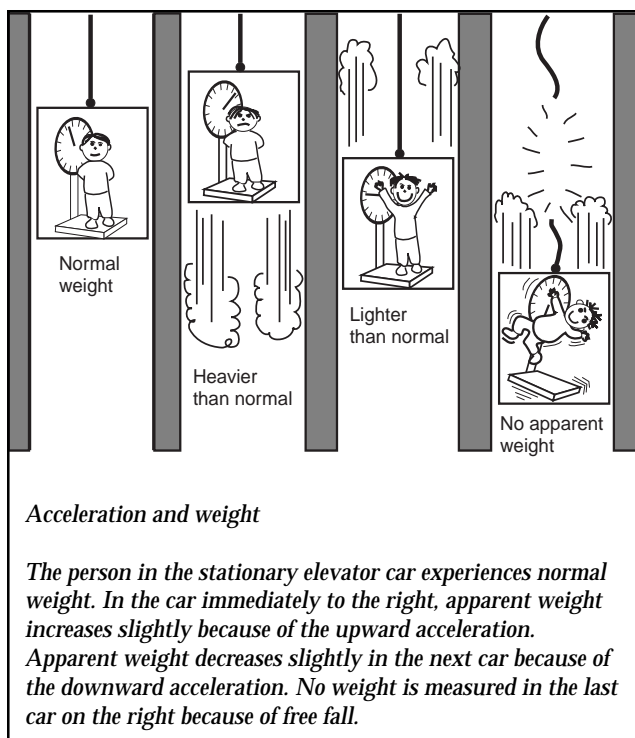 Normal
weight
Heavier
than normal
Lighter
than normal
No apparent
weight
Acceleration and weight
The person in the stationary elevator car experiences normal
weight. In the car immediately to the right, apparent weight
increases slightly because of the upward acceleration.
Apparent weight decreases slightly in the next car because of
the downward acceleration. No weight is measured in the last
car on the right because of free fall.